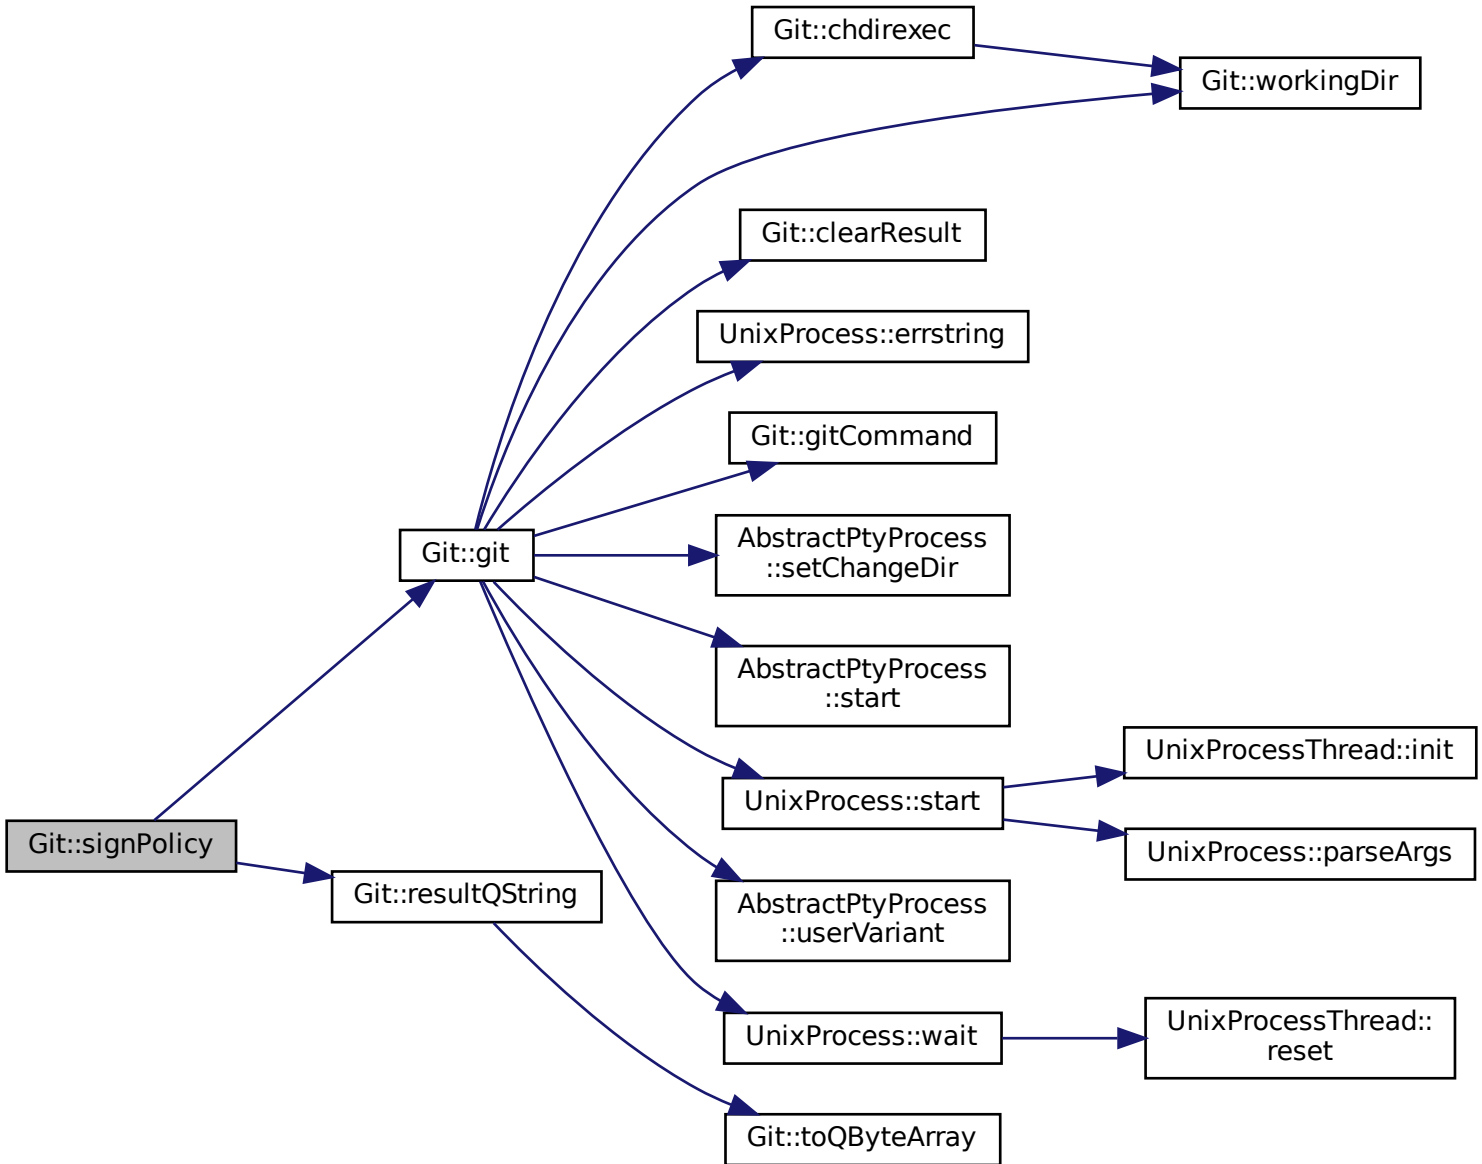 Git::chdirexec
Git::workingDir
Git::clearResult
UnixProcess::errstring
Git::gitCommand
AbstractPtyProcess
::setChangeDir
Git::git
AbstractPtyProcess
::start
UnixProcessThread::init
UnixProcess::start
UnixProcess::parseArgs
Git::signPolicy
Git::resultQString
AbstractPtyProcess
::userVariant
UnixProcess::wait
UnixProcessThread::
reset
Git::toQByteArray